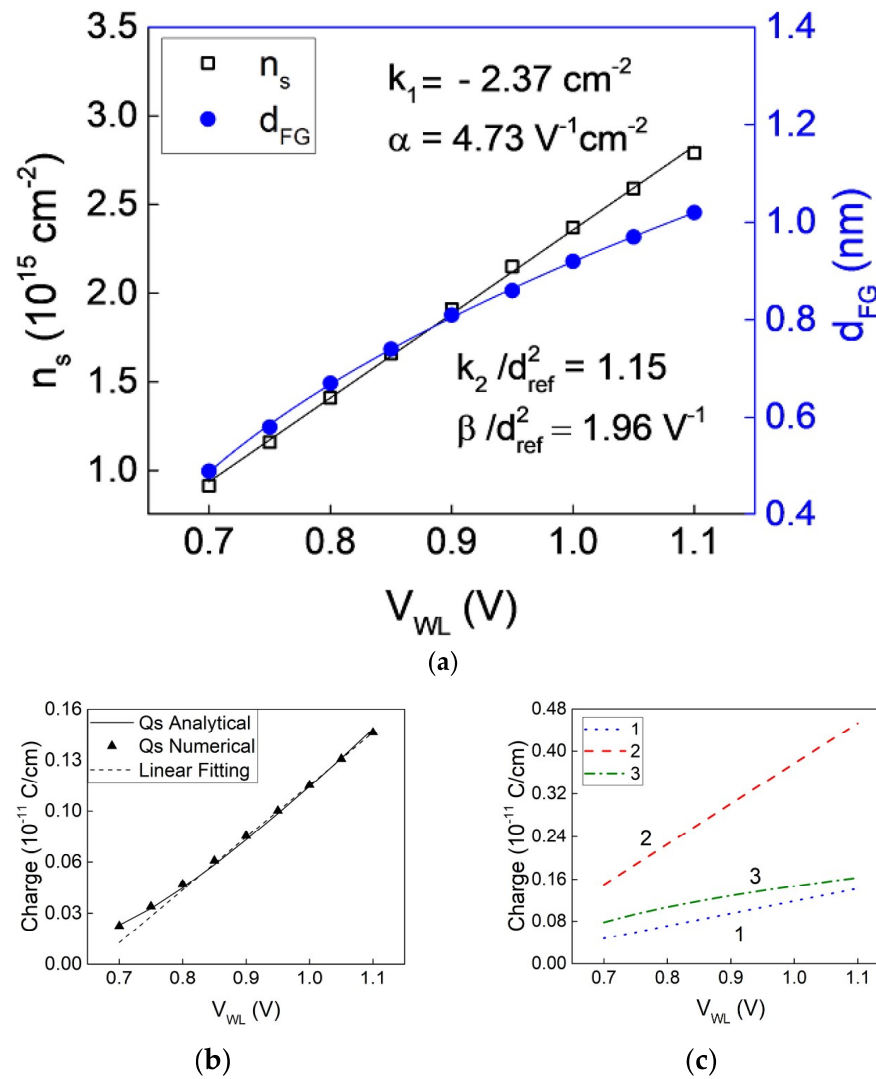 3.5
3.0
2.5
2.0
1.5
1.0
n_s (10^15 cm^-2)
n_s
d_FG
k_1 = - 2.37 cm^-2
α = 4.73 V^-1cm^-2
k_2 /d_ref^2 = 1.15
β /d_ref^2 = 1.96 V^-1
1.4
1.2
1.0
0.8
0.6
0.4
d_FG (nm)
0.7 0.8 0.9 1.0 1.1
V_WL (V)
(a)
0.16
0.13
0.10
0.06
0.03
0.00
Charge (10^-11 C/cm)
Qs Analytical
Qs Numerical
Linear Fitting
0.7 0.8 0.9 1.0 1.1
V_WL (V)
(b)
0.48
0.40
0.32
0.24
0.16
0.08
0.00
Charge (10^-11 C/cm)
1
2
3
2
3
1
0.7 0.8 0.9 1.0 1.1
V_WL (V)
(c)